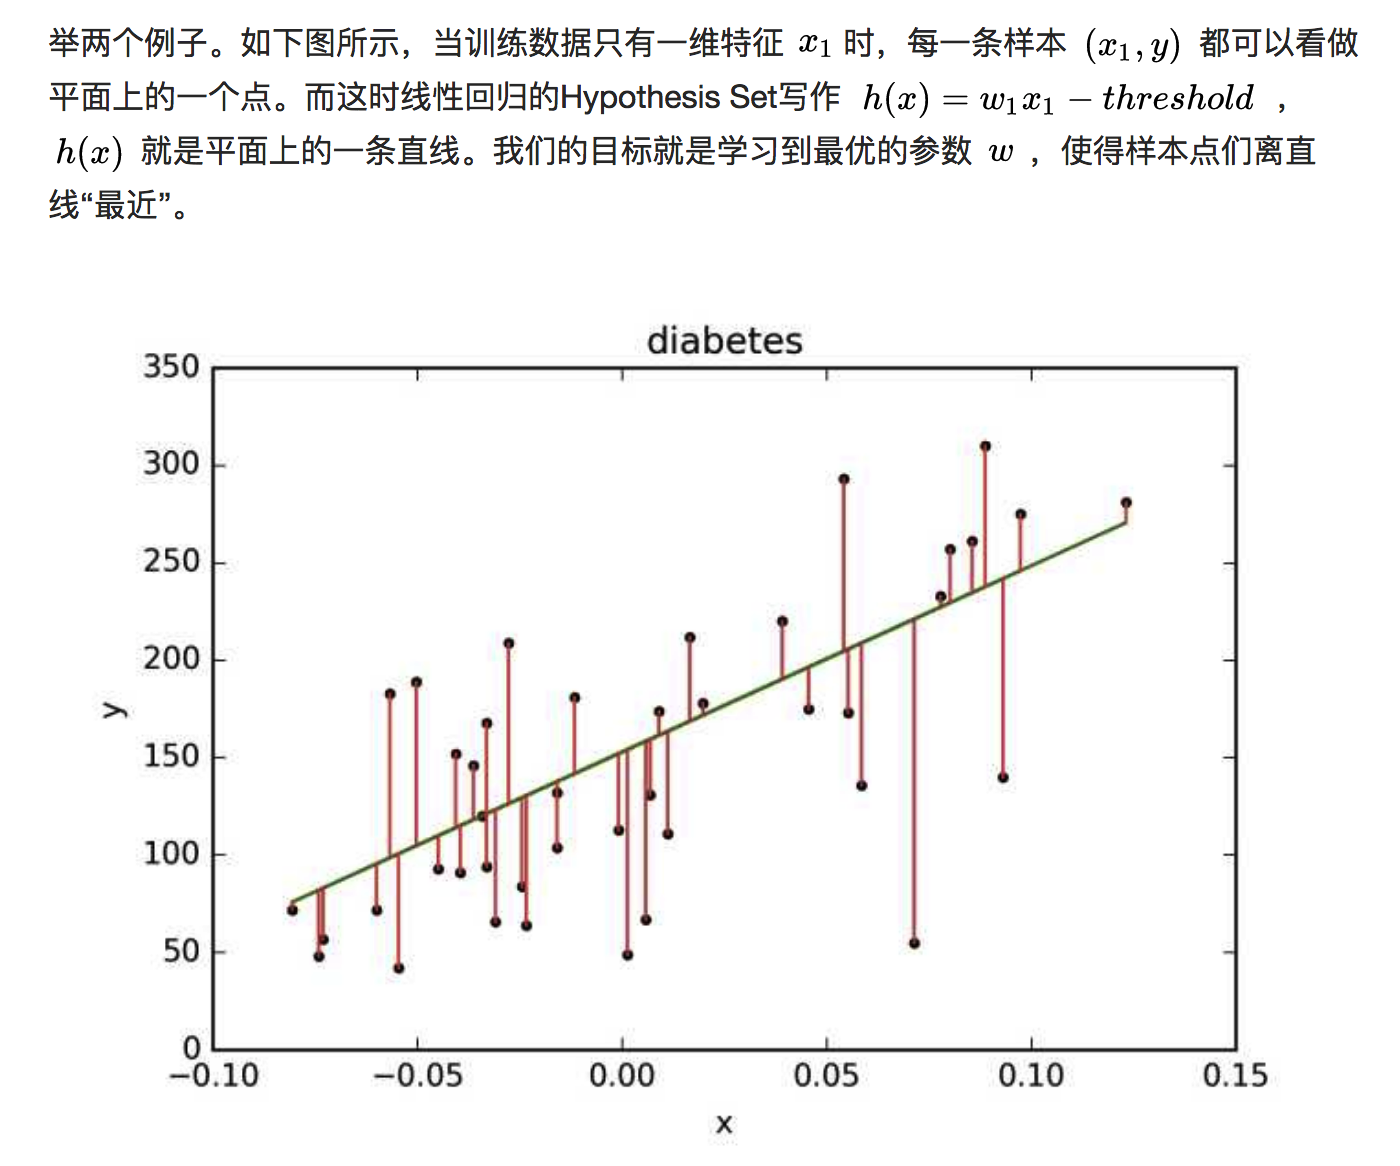 举两个例子。如下图所示，当训练数据只有一维特征 x₁ 时，每一条样本 (x₁, y) 都可以看做
平面上的一个点。而这时线性回归的Hypothesis Set写作 h(x) = w₁x₁ − threshold ，
h(x) 就是平面上的一条直线。我们的目标就是学习到最优的参数 w ，使得样本点们离直
线“最近”。
diabetes
350
300
250
200
150
100
50
0
y
−0.10 −0.05 0.00 0.05 0.10 0.15
x